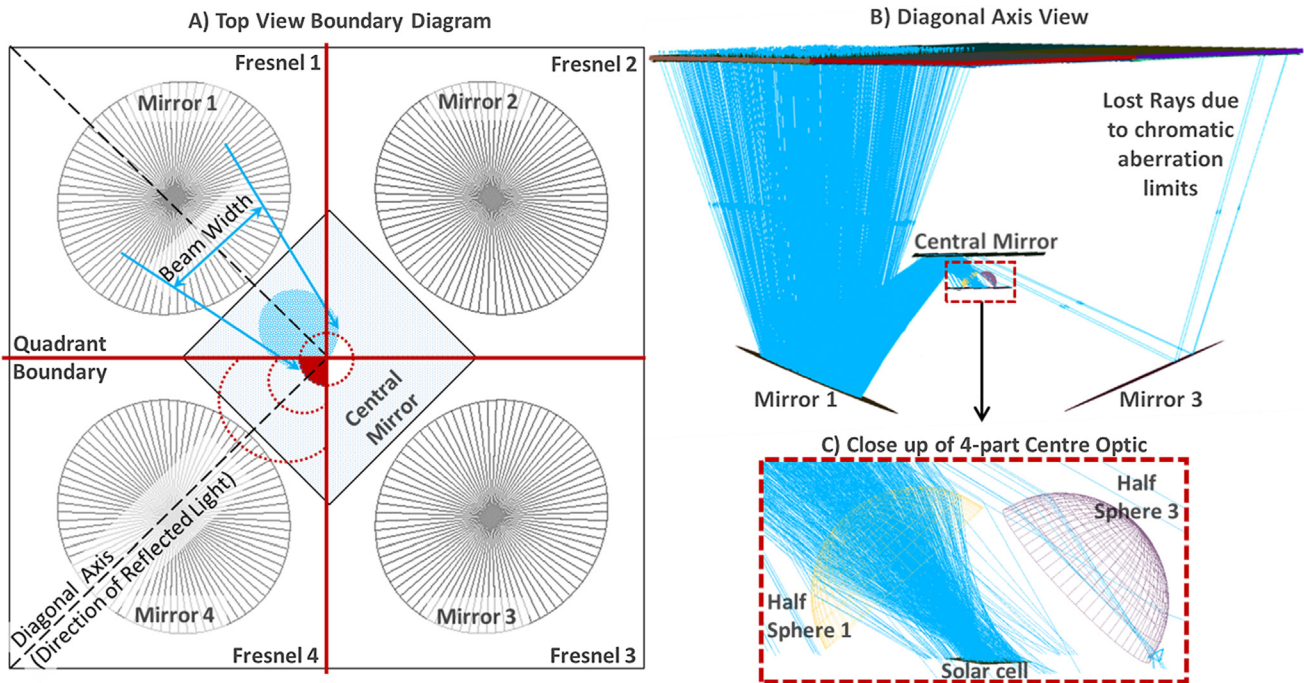 A) Top View Boundary Diagram
Fresnel 1
Fresnel 2
Mirror 1
Mirror 2
Beam Width
Quadrant
Boundary
Central
Mirror
Diagonal Axis
(Direction of Reflected Light)
Mirror 4
Mirror 3
Fresnel 4
Fresnel 3
B) Diagonal Axis View
Lost Rays due
to chromatic
aberration
limits
Central Mirror
Mirror 1
Mirror 3
C) Close up of 4-part Centre Optic
Half
Sphere 3
Half
Sphere 1
Solar cell